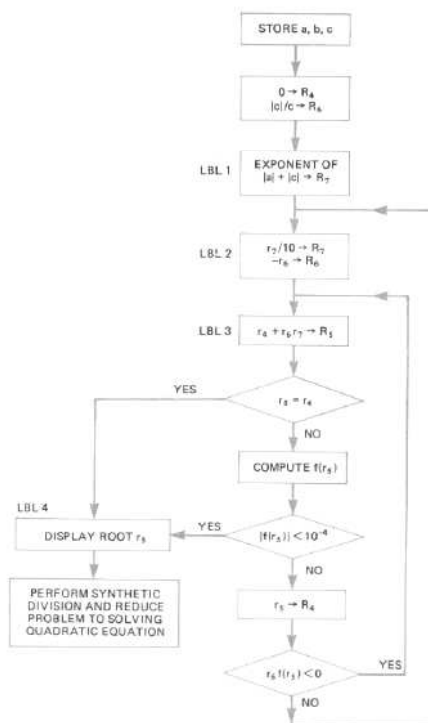 STORE a, b, c
0 → R₄
|c|/c → R₆
LBL 1
EXPONENT OF
|a| + |c| → R₇
LBL 2
r₇/10 → R₇
−r₆ → R₆
LBL 3
r₄ + r₆ r₇ → R₅
YES
r₅ = r₄
NO
COMPUTE f(r₅)
LBL 4
DISPLAY ROOT r₅
YES
|f(r₅)| < 10⁻⁴
NO
PERFORM SYNTHETIC
DIVISION AND REDUCE
PROBLEM TO SOLVING
QUADRATIC EQUATION
r₅ → R₄
r₆ f(r₅) < 0
YES
NO